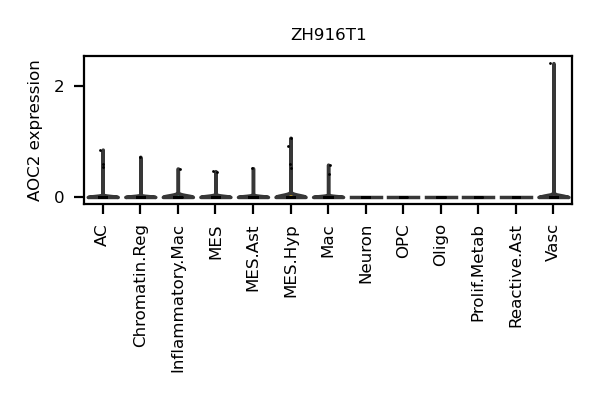 ZH916T1
AOC2 expression
2
0
AC
Chromatin.Reg
Inflammatory.Mac
MES
MES.Ast
MES.Hyp
Mac
Neuron
OPC
Oligo
Prolif.Metab
Reactive.Ast
Vasc